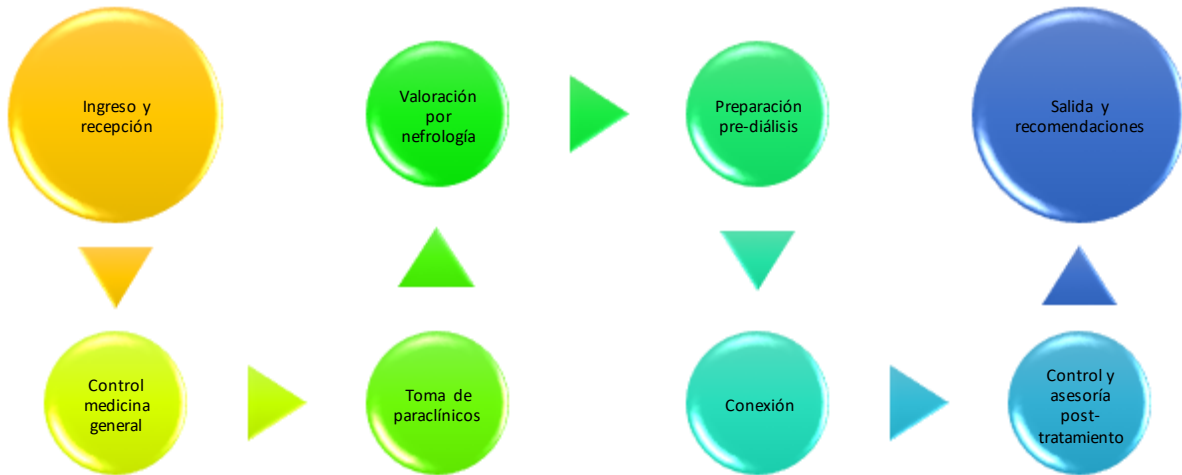 Ingreso y
recepción
Control
medicina
general
Toma de
paraclínicos
Valoración
por
nefrología
Preparación
pre-diálisis
Conexión
Control y
asesoría
post-
tratamiento
Salida y
recomendaciones